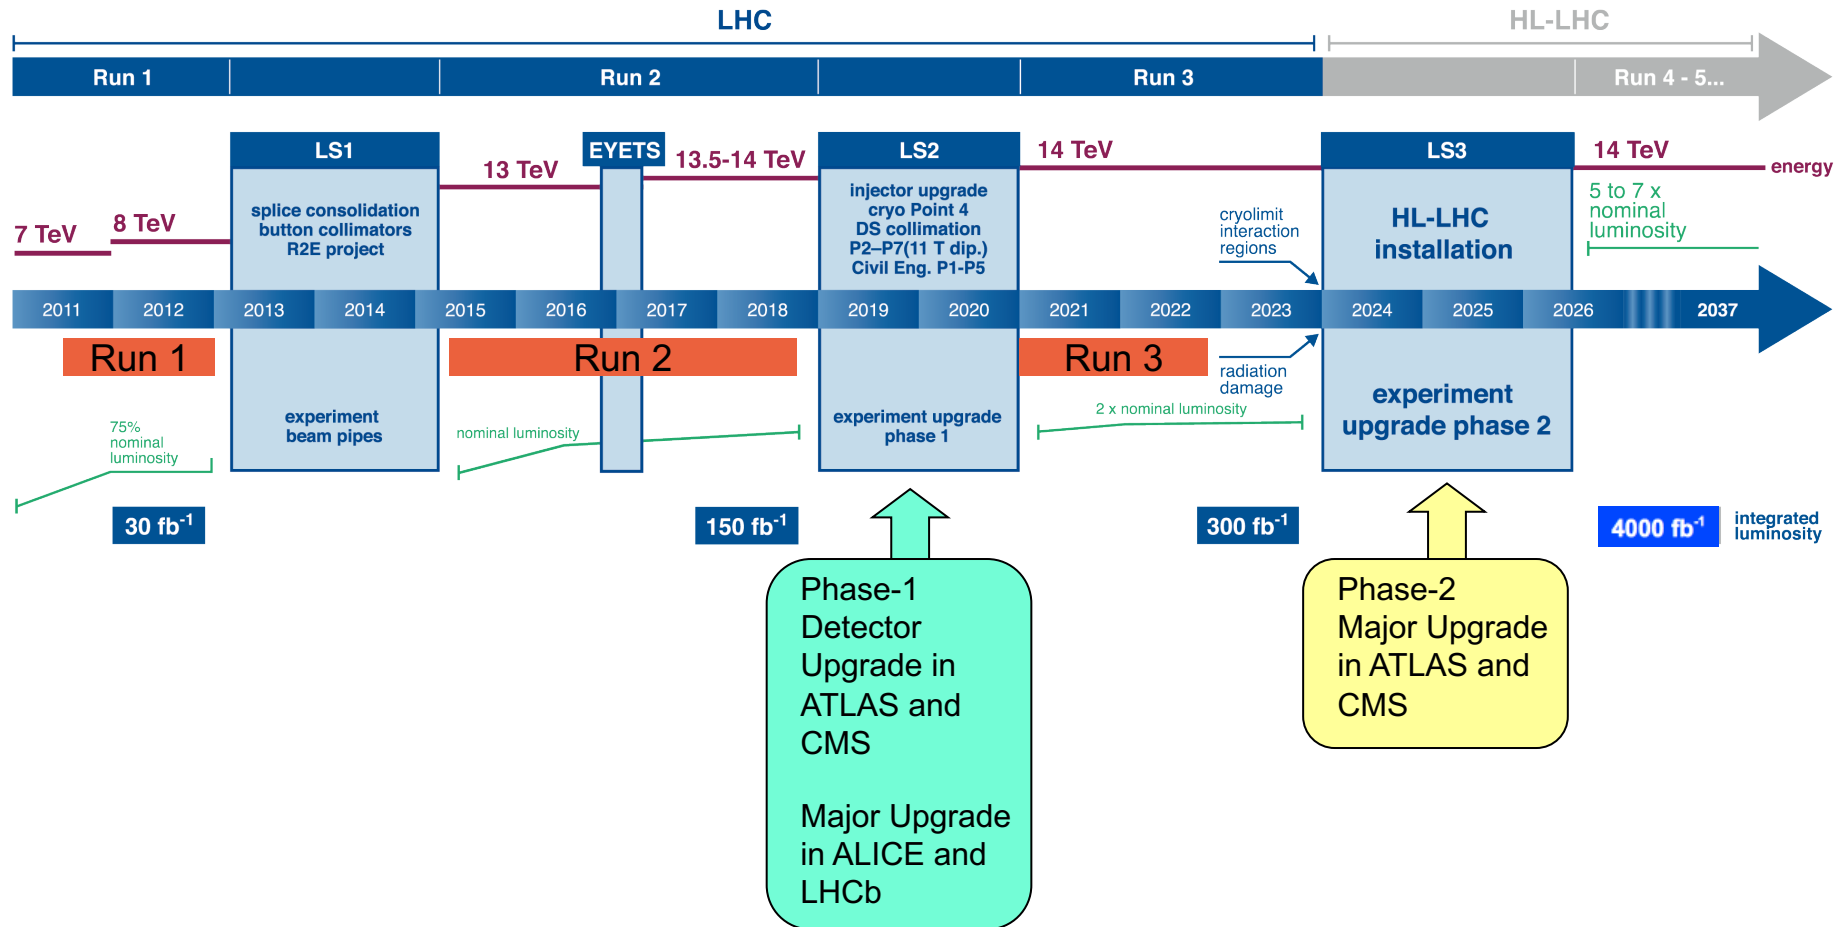 LHC
HL-LHC
Run 1
Run 2
Run 3
Run 4 - 5...
LS1
EYETS
LS2
LS3
7 TeV
8 TeV
13 TeV
13.5-14 TeV
14 TeV
14 TeV
energy
splice consolidation
button collimators
R2E project
injector upgrade
cryo Point 4
DS collimation
P2–P7(11 T dip.)
Civil Eng. P1-P5
cryolimit
interaction
regions
HL-LHC
installation
5 to 7 x
nominal
luminosity
2011
2012
2013
2014
2015
2016
2017
2018
2019
2020
2021
2022
2023
2024
2025
2026
2037
Run 1
Run 2
Run 3
radiation
damage
75%
nominal
luminosity
experiment
beam pipes
nominal luminosity
experiment upgrade
phase 1
2 x nominal luminosity
experiment
upgrade phase 2
30 fb-1
150 fb-1
300 fb-1
4000 fb-1
integrated
luminosity
Phase-1
Detector
Upgrade in
ATLAS and
CMS
Major Upgrade
in ALICE and
LHCb
Phase-2
Major Upgrade
in ATLAS and
CMS